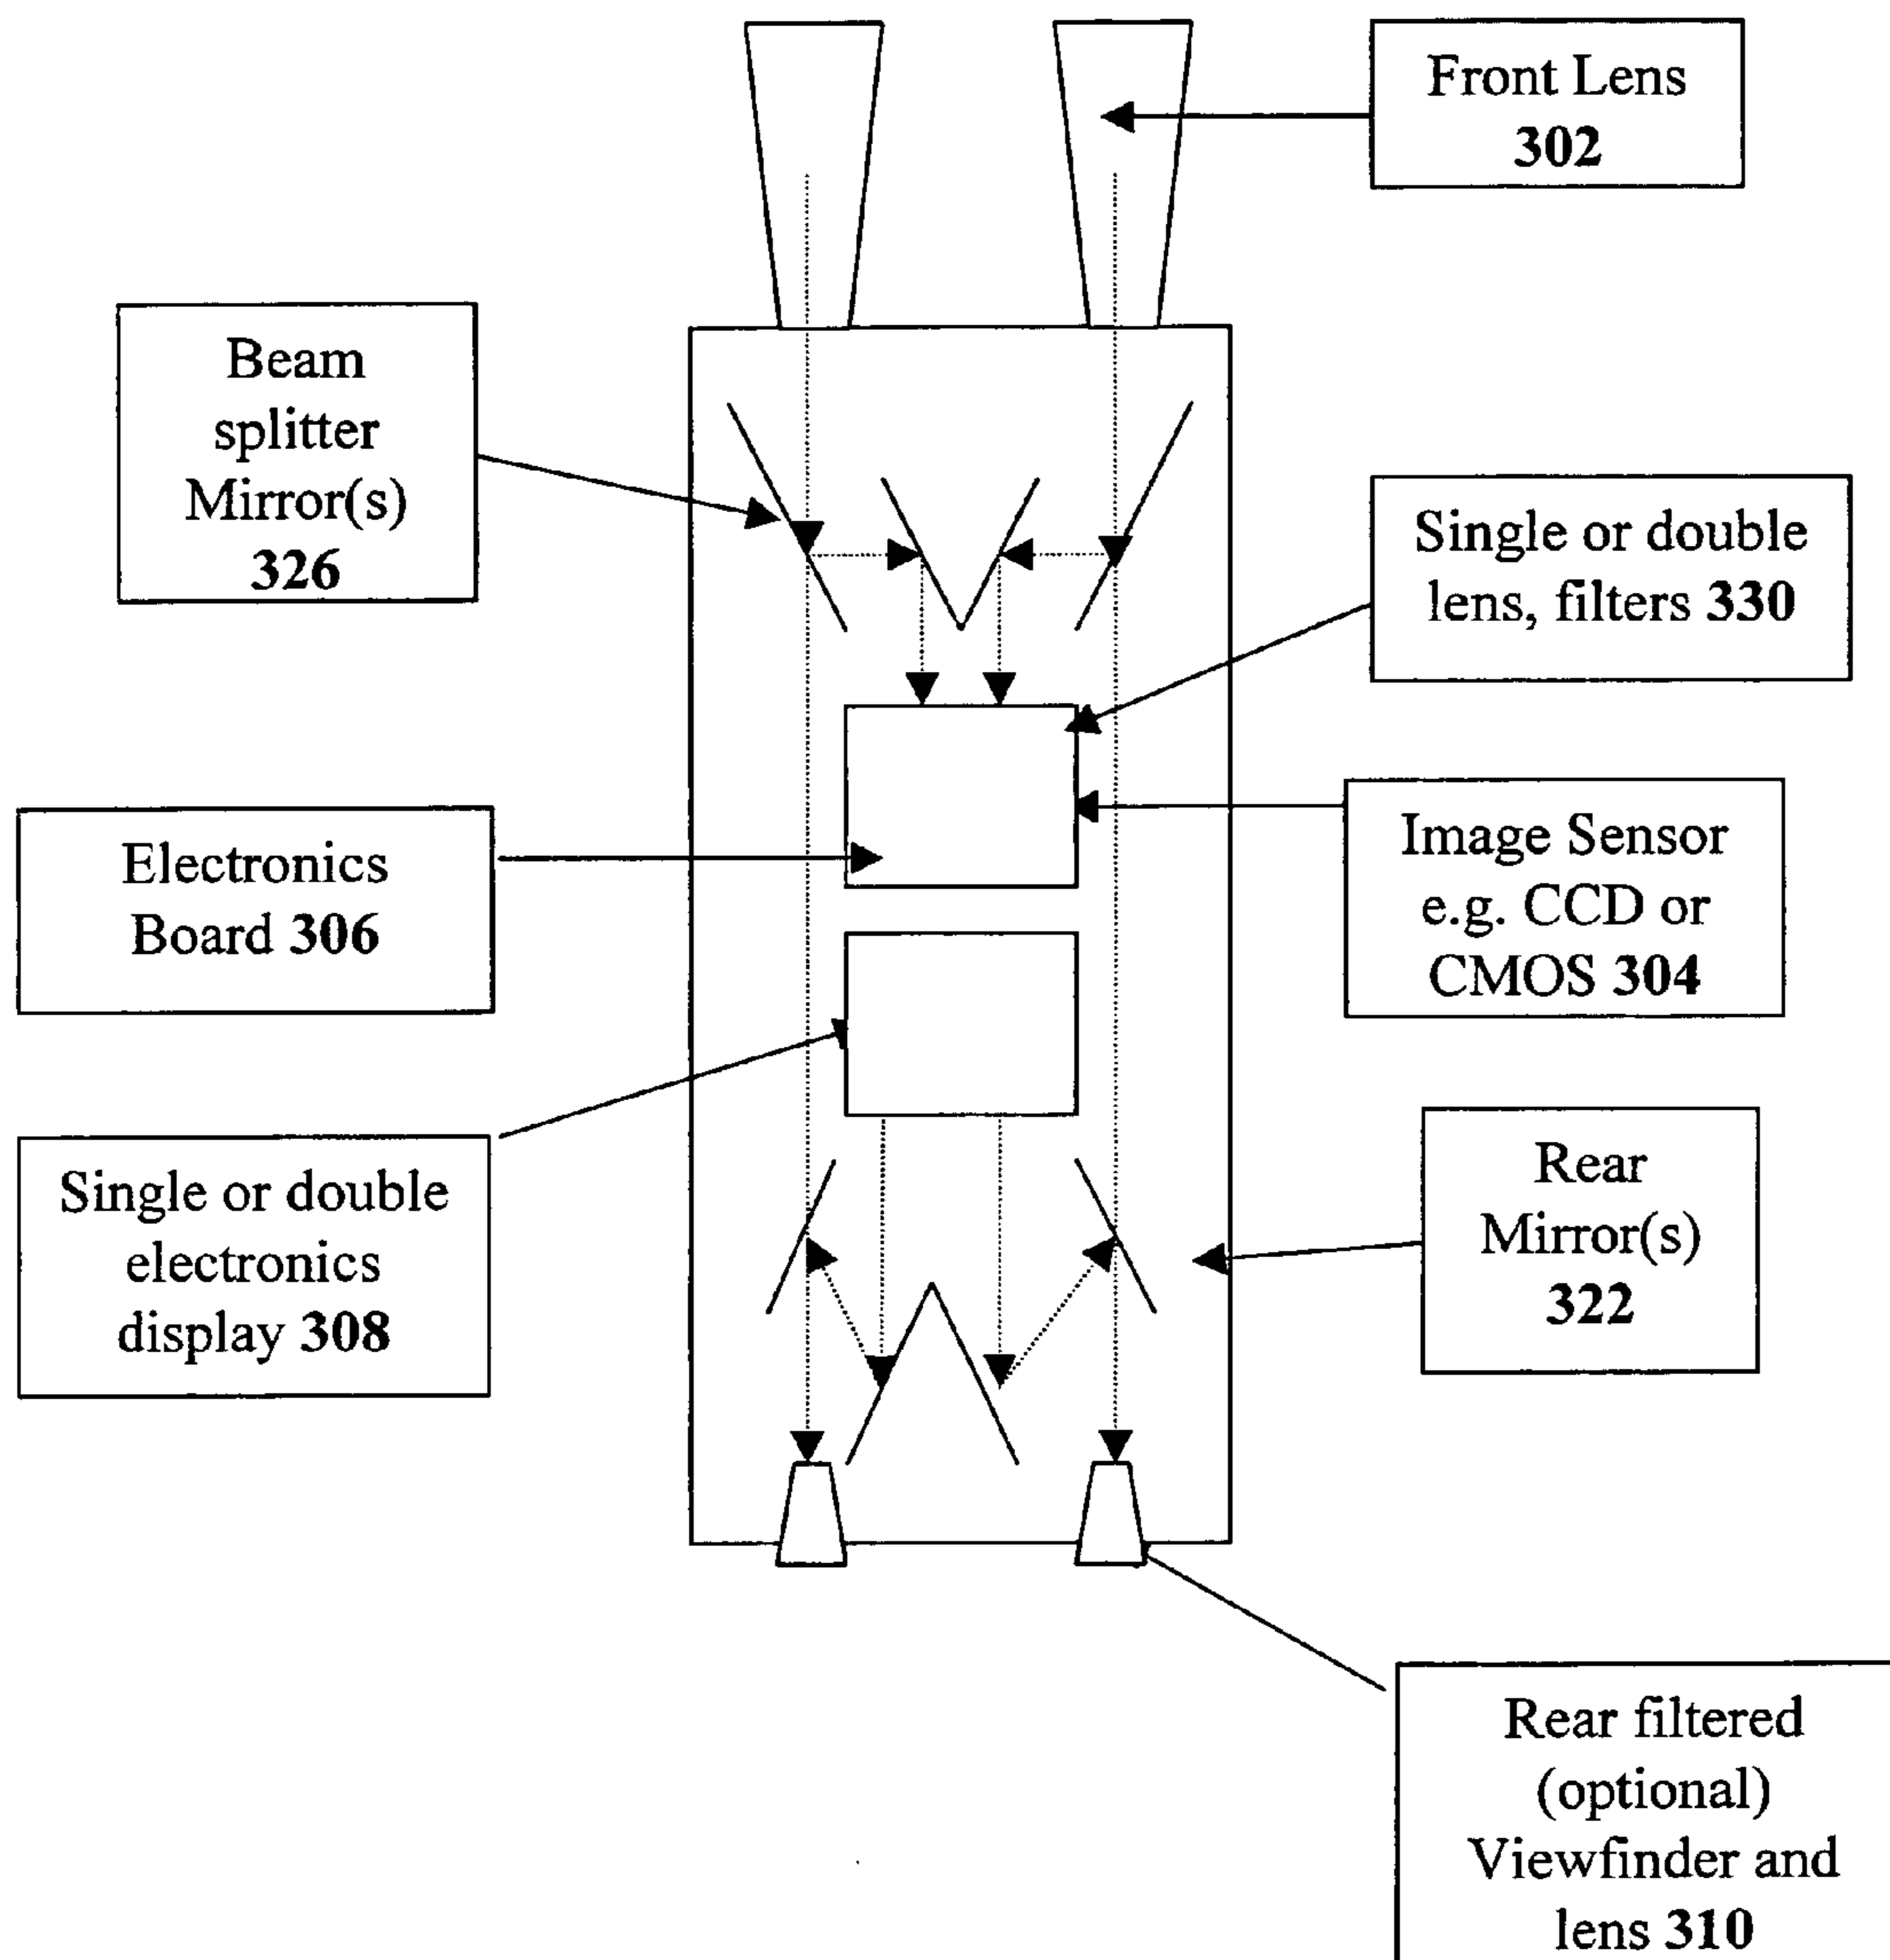 Front Lens
302
Beam
splitter
Mirror(s)
326
Single or double
lens, filters 330
Electronics
Board 306
Image Sensor
e.g. CCD or
CMOS 304
Single or double
electronics
display 308
Rear
Mirror(s)
322
Rear filtered
(optional)
Viewfinder and
lens 310